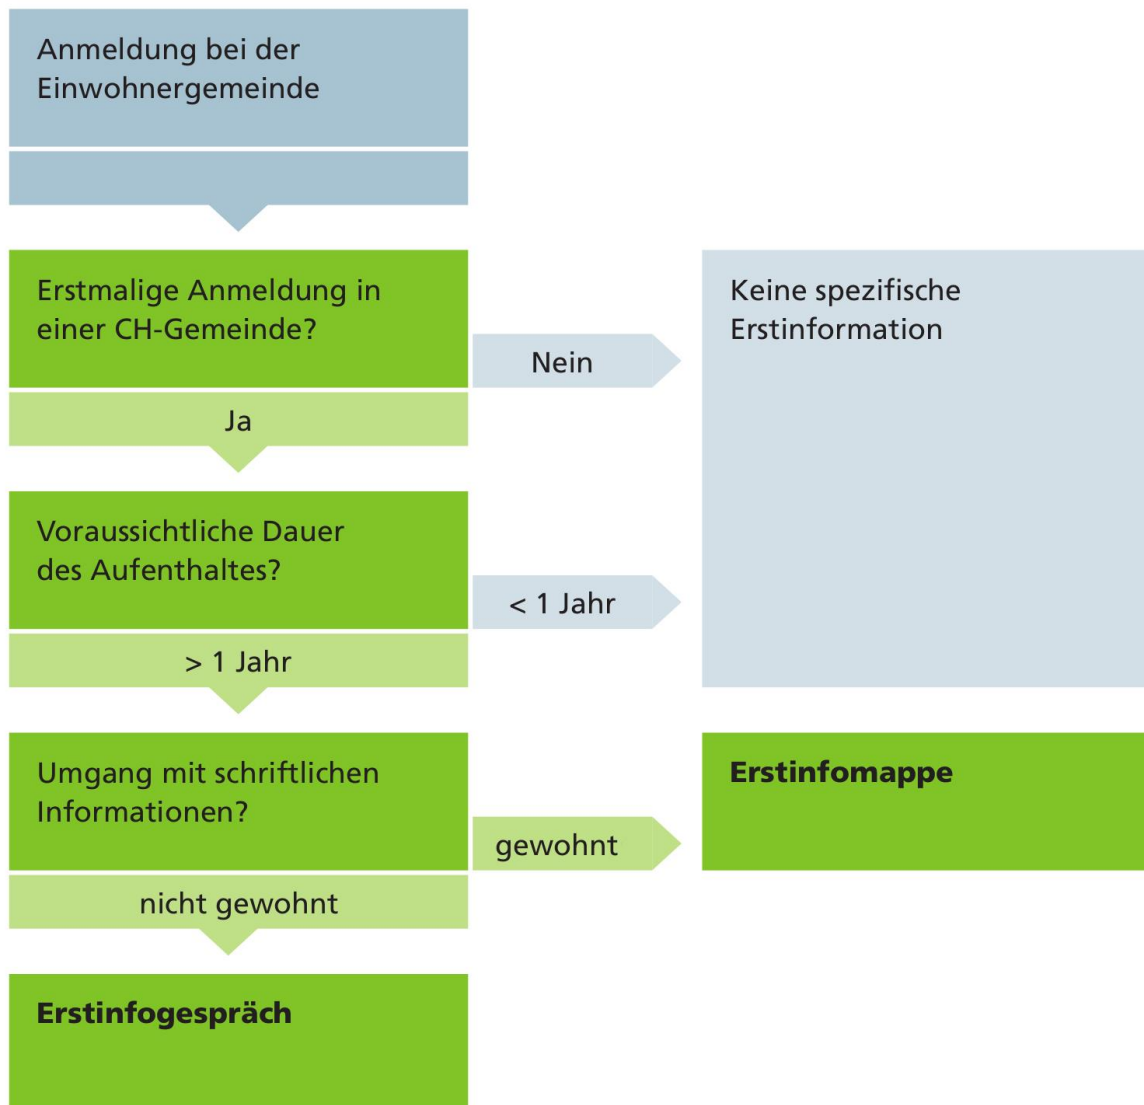 Anmeldung bei der
Einwohnergemeinde
Erstmalige Anmeldung in
einer CH-Gemeinde?
Nein
Keine spezifische
Erstinformation
Ja
Voraussichtliche Dauer
des Aufenthaltes?
< 1 Jahr
> 1 Jahr
Umgang mit schriftlichen
Informationen?
gewohnt
Erstinfomappe
nicht gewohnt
Erstinfogespräch